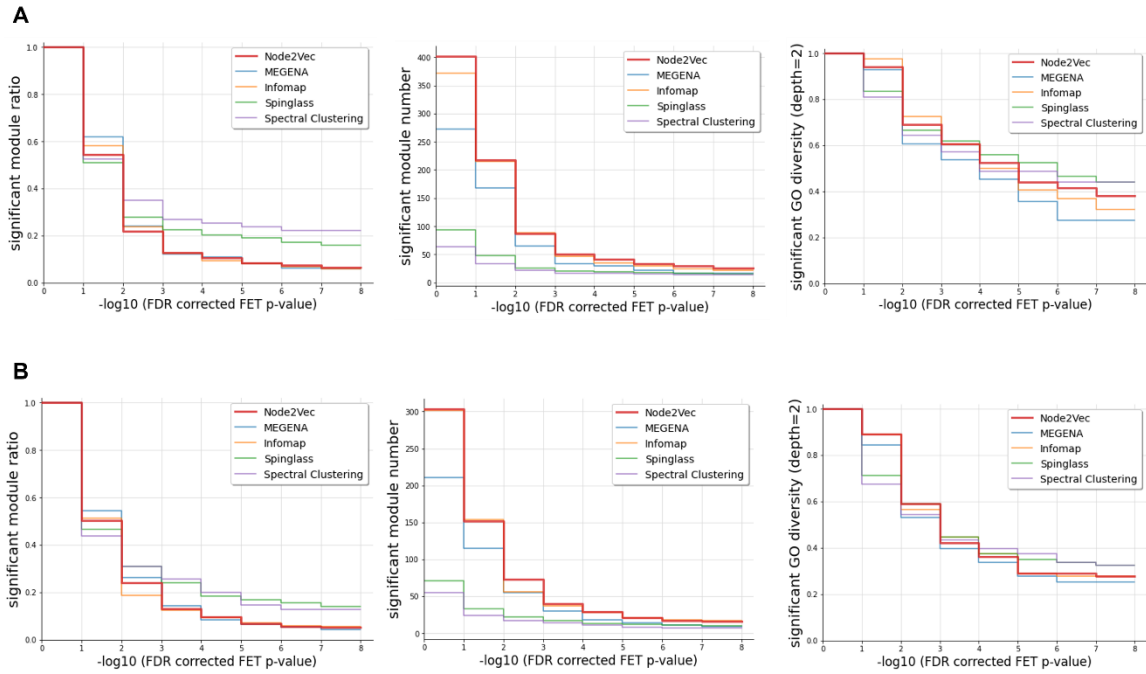 A
significant module ratio
1.0
0.8
0.6
0.4
0.2
0.0
0 1 2 3 4 5 6 7 8
-log10 (FDR corrected FET p-value)
Node2Vec
MEGENA
Infomap
Spinglass
Spectral Clustering
significant module number
400
350
300
250
200
150
100
50
0
0 1 2 3 4 5 6 7 8
-log10 (FDR corrected FET p-value)
Node2Vec
MEGENA
Infomap
Spinglass
Spectral Clustering
significant GO diversity (depth=2)
1.0
0.8
0.6
0.4
0.2
0.0
0 1 2 3 4 5 6 7 8
-log10 (FDR corrected FET p-value)
Node2Vec
MEGENA
Infomap
Spinglass
Spectral Clustering
B
significant module ratio
1.0
0.8
0.6
0.4
0.2
0.0
0 1 2 3 4 5 6 7 8
-log10 (FDR corrected FET p-value)
Node2Vec
MEGENA
Infomap
Spinglass
Spectral Clustering
significant module number
300
250
200
150
100
50
0
0 1 2 3 4 5 6 7 8
-log10 (FDR corrected FET p-value)
Node2Vec
MEGENA
Infomap
Spinglass
Spectral Clustering
significant GO diversity (depth=2)
1.0
0.8
0.6
0.4
0.2
0.0
0 1 2 3 4 5 6 7 8
-log10 (FDR corrected FET p-value)
Node2Vec
MEGENA
Infomap
Spinglass
Spectral Clustering